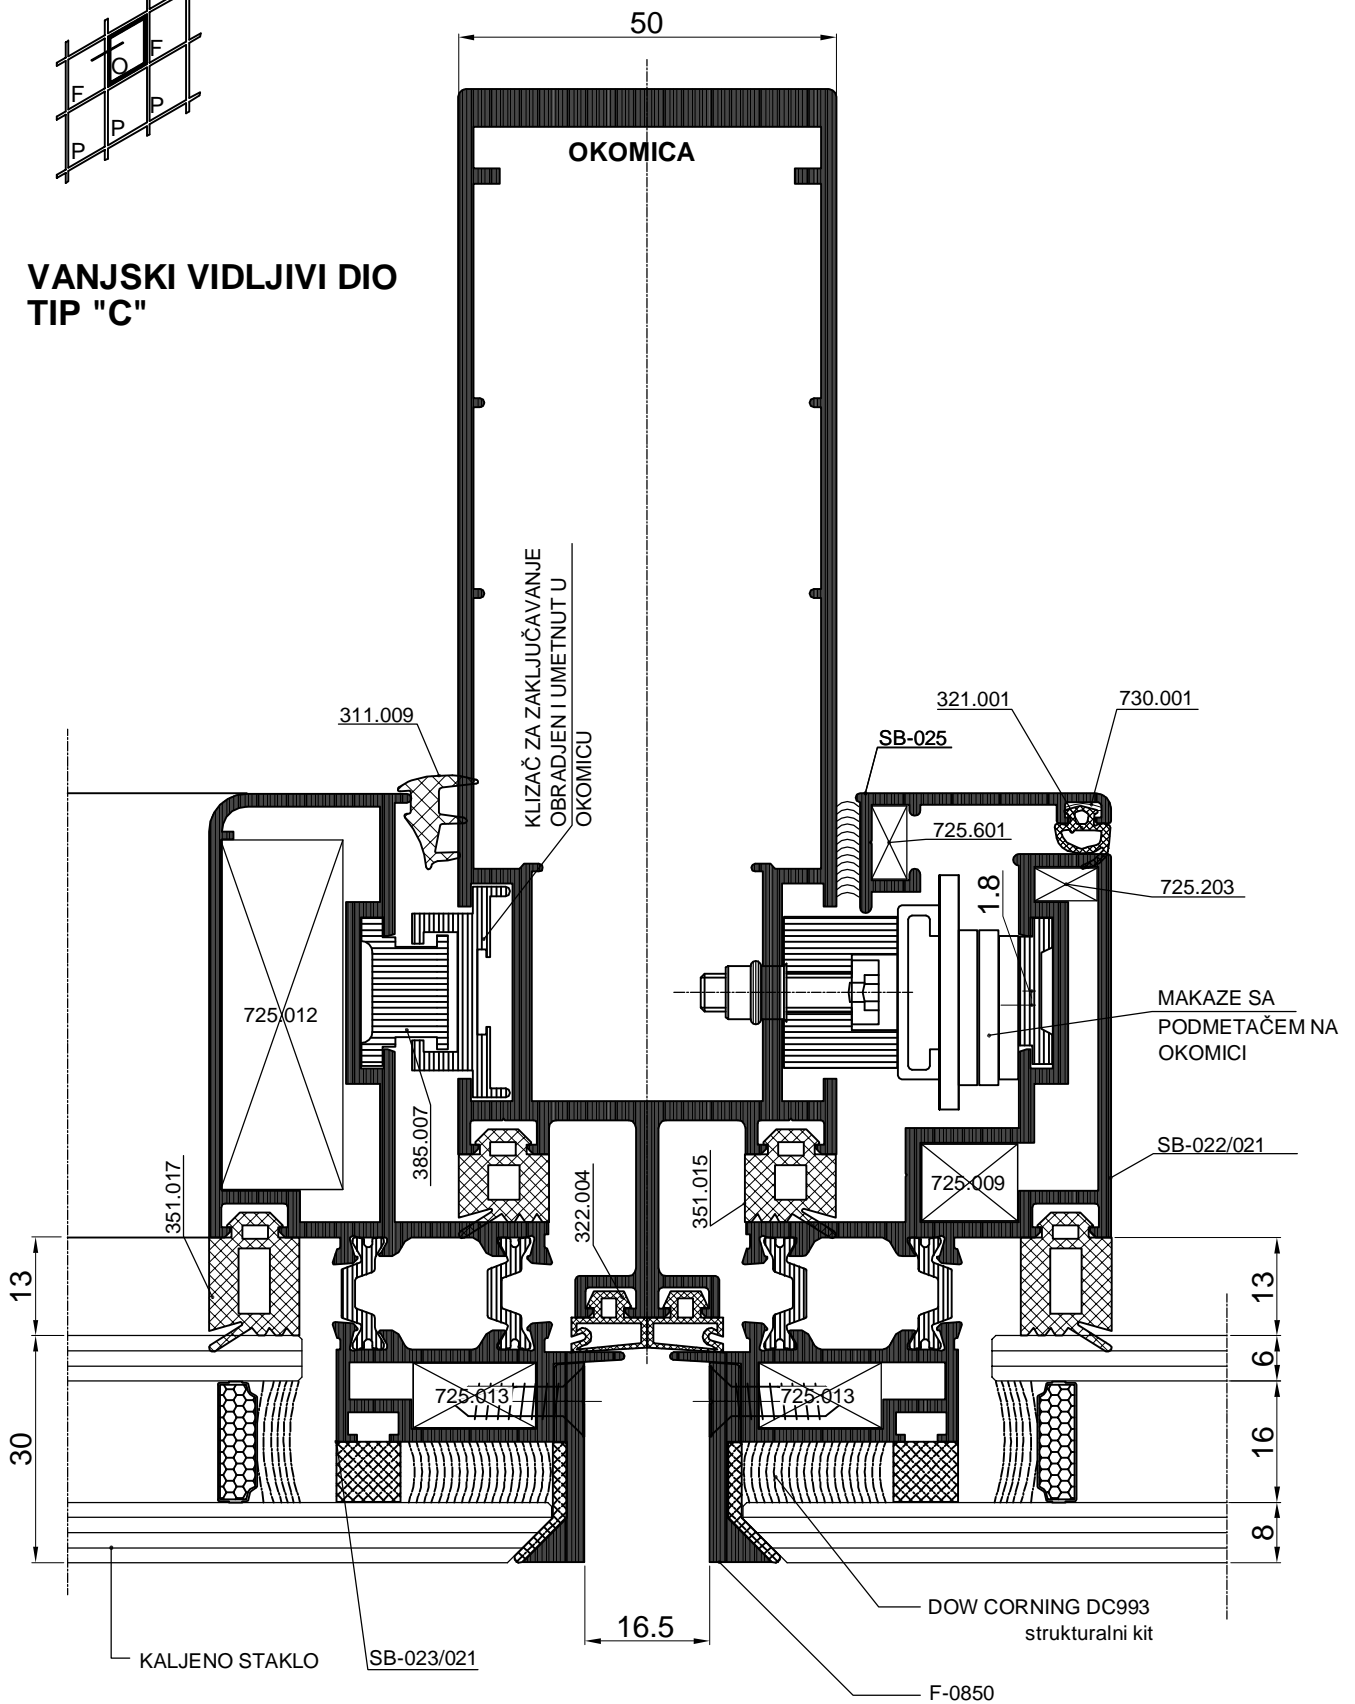 50
F
O
F
P
P
P
OKOMICA
VANJSKI VIDLJIVI DIO
TIP "C"
KLIZAČ ZA ZAKLJUČAVANJE
OBRADJEN I UMETNUT U
OKOMICU
311.009
321.001
730.001
SB-025
725.601
725.203
1.8
725.012
MAKAZE SA
PODMETAČEM NA
OKOMICI
385.007
351.017
322.004
351.015
725.009
SB-022/021
13
13
6
725.013
725.013
30
16
8
16.5
DOW CORNING DC993
strukturalni kit
KALJENO STAKLO
SB-023/021
F-0850